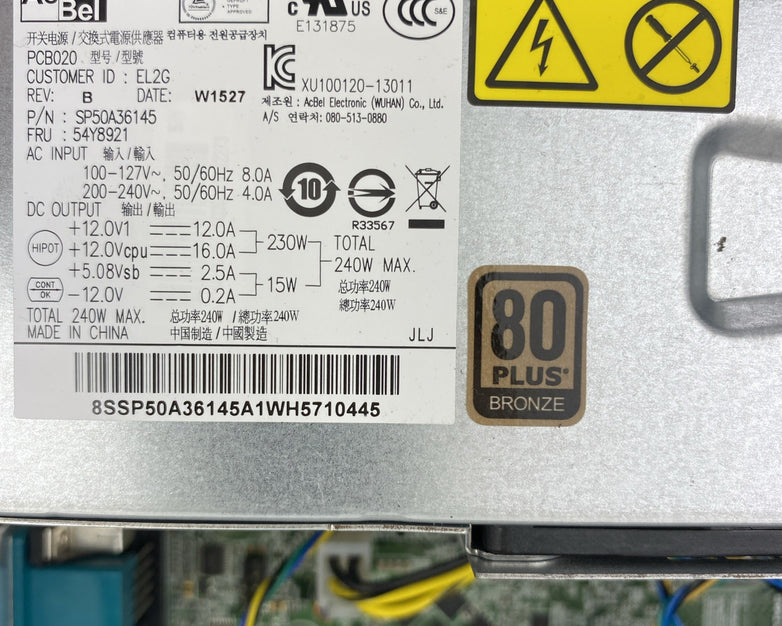 AcBel
c US
E131875
S&E
开关电源 / 交換式電源供應器 컴퓨터용 전원공급장치
PCB020 型号 / 型號
CUSTOMER ID : EL2G
XU100120-13011
REV: B DATE: W1527
제조원 : AcBel Electronic (WUHAN) Co., Ltd.
P/N : SP50A36145
A/S 연락처: 080-513-0880
FRU : 54Y8921
AC INPUT 输入 / 輸入
100-127V~, 50/60Hz 8.0A
200-240V~, 50/60Hz 4.0A
10
R33567
DC OUTPUT 输出 / 輸出
HIPOT
+12.0V1 12.0A
+12.0Vcpu 16.0A
230W
TOTAL
240W MAX.
+5.08Vsb 2.5A
15W
总功率240W
總功率240W
CONT
OK
-12.0V 0.2A
TOTAL 240W MAX. 总功率240W / 總功率240W
MADE IN CHINA 中国制造 / 中國製造 JLJ
8SSP50A36145A1WH5710445
80
PLUS
BRONZE